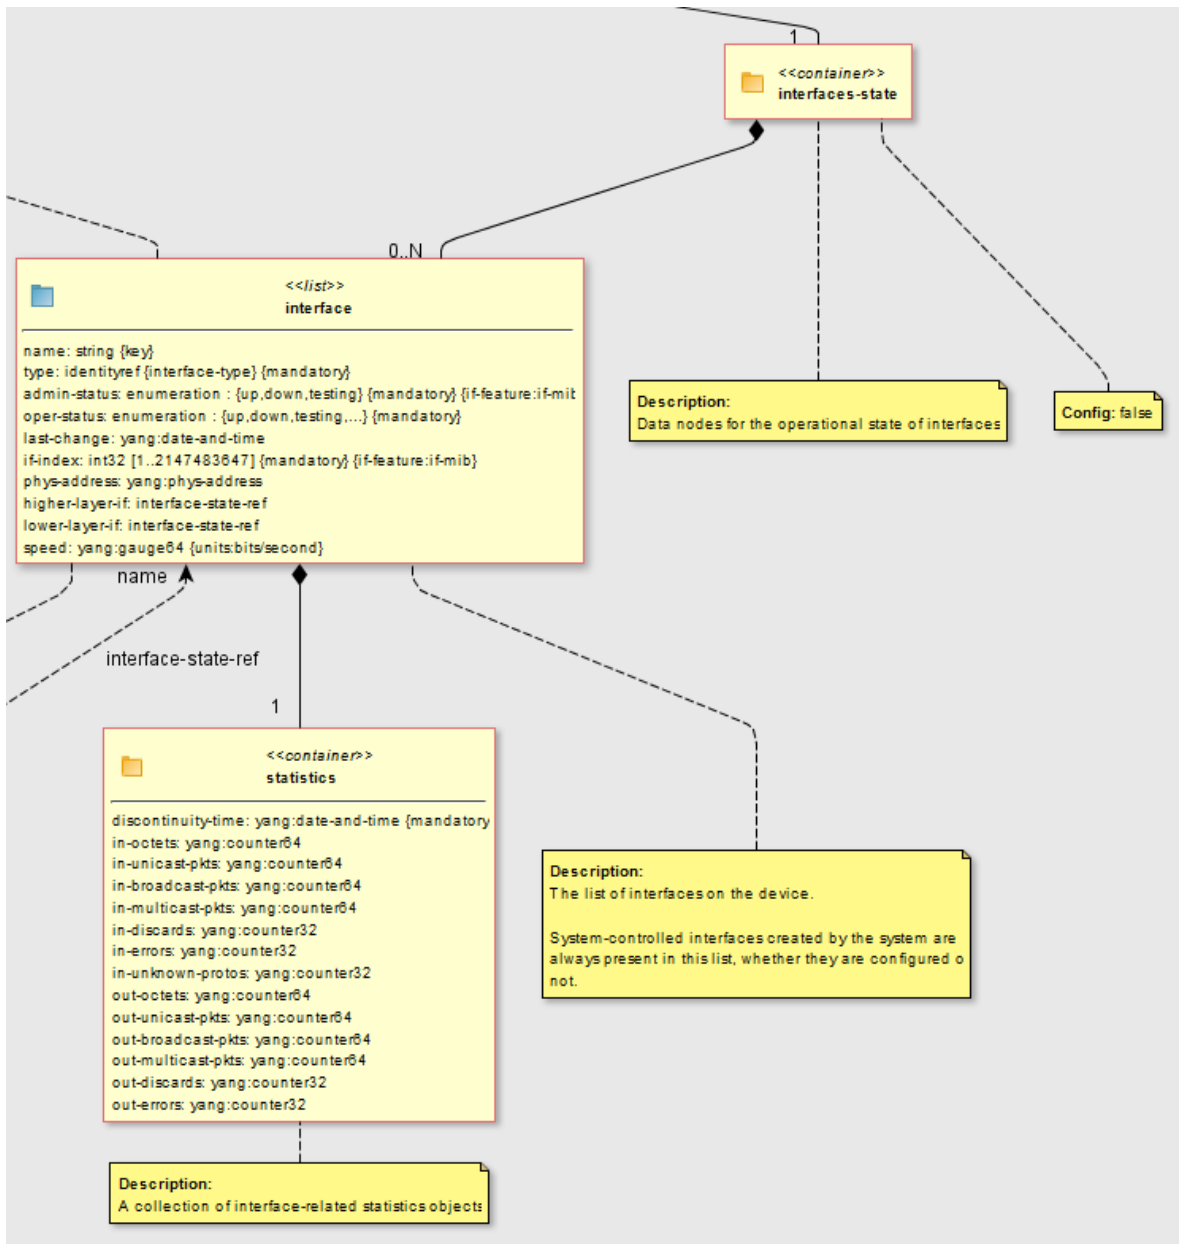 1
<<container>>
interfaces-state
0..N
<<list>>
interface
name: string {key}
type: identityref {interface-type} {mandatory}
admin-status: enumeration : {up,down,testing} {mandatory} {if-feature:if-mit
oper-status: enumeration : {up,down,testing,...} {mandatory}
last-change: yang:date-and-time
if-index: int32 [1..2147483647] {mandatory} {if-feature:if-mib}
phys-address: yang:phys-address
higher-layer-if: interface-state-ref
lower-layer-if: interface-state-ref
speed: yang:gauge64 {units:bits/second}
Description:
Data nodes for the operational state of interfaces
Config: false
name
interface-state-ref
1
<<container>>
statistics
discontinuity-time: yang:date-and-time {mandatory
in-octets: yang:counter64
in-unicast-pkts: yang:counter64
in-broadcast-pkts: yang:counter64
in-multicast-pkts: yang:counter64
in-discards: yang:counter32
in-errors: yang:counter32
in-unknown-protos: yang:counter32
out-octets: yang:counter64
out-unicast-pkts: yang:counter64
out-broadcast-pkts: yang:counter64
out-multicast-pkts: yang:counter64
out-discards: yang:counter32
out-errors: yang:counter32
Description:
The list of interfaces on the device.
System-controlled interfaces created by the system are
always present in this list, whether they are configured o
not.
Description:
A collection of interface-related statistics objects